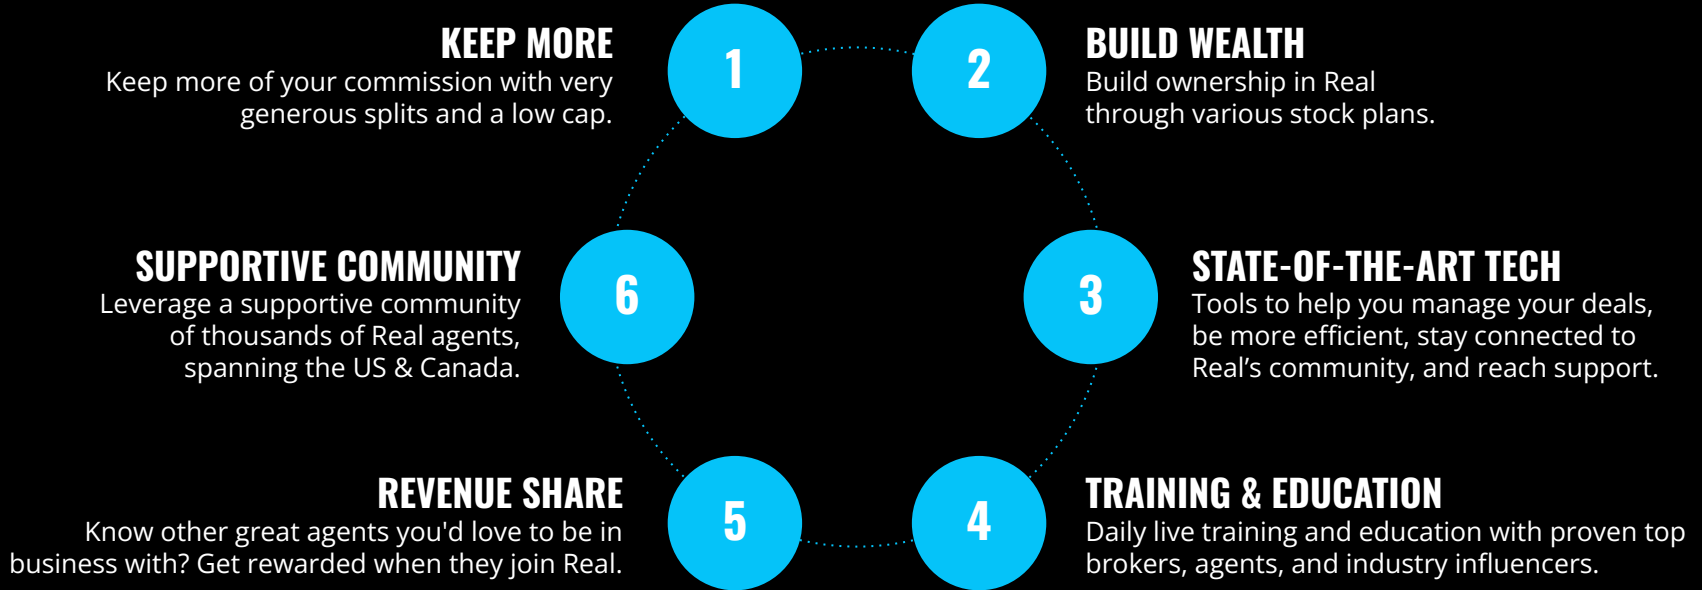 1
KEEP MORE
Keep more of your commission with very
generous splits and a low cap.
2
BUILD WEALTH
Build ownership in Real
through various stock plans.
3
STATE-OF-THE-ART TECH
Tools to help you manage your deals,
be more efficient, stay connected to
Real’s community, and reach support.
4
TRAINING & EDUCATION
Daily live training and education with proven top
brokers, agents, and industry influencers.
5
REVENUE SHARE
Know other great agents you'd love to be in
business with? Get rewarded when they join Real.
6
SUPPORTIVE COMMUNITY
Leverage a supportive community
of thousands of Real agents,
spanning the US & Canada.